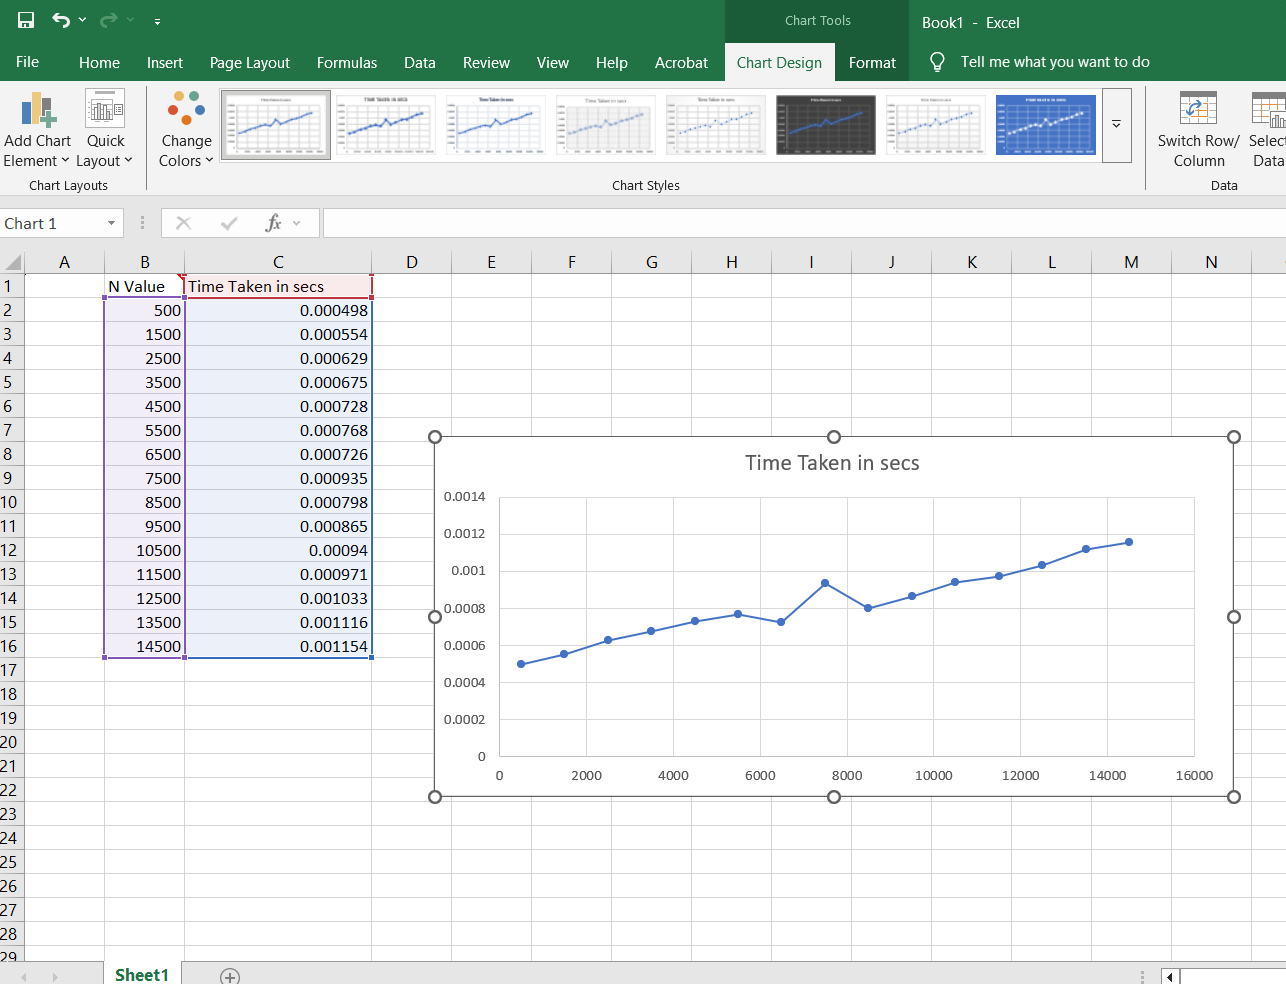 Chart Tools
Book1 - Excel
File Home Insert Page Layout Formulas Data Review View Help Acrobat Chart Design Format Tell me what you want to do
Add Chart Element
Quick Layout
Change Colors
Switch Row/ Column
Select Data
Chart Layouts
Chart Styles
Data
Chart 1
fx
A B C D E F G H I J K L M N
1 N Value Time Taken in secs
2 500 0.000498
3 1500 0.000554
4 2500 0.000629
5 3500 0.000675
6 4500 0.000728
7 5500 0.000768
8 6500 0.000726
9 7500 0.000935
10 8500 0.000798
11 9500 0.000865
12 10500 0.00094
13 11500 0.000971
14 12500 0.001033
15 13500 0.001116
16 14500 0.001154
17
18
19
20
21
22
23
24
25
26
27
28
29
Time Taken in secs
0.0014
0.0012
0.001
0.0008
0.0006
0.0004
0.0002
0
0 2000 4000 6000 8000 10000 12000 14000 16000
Sheet1